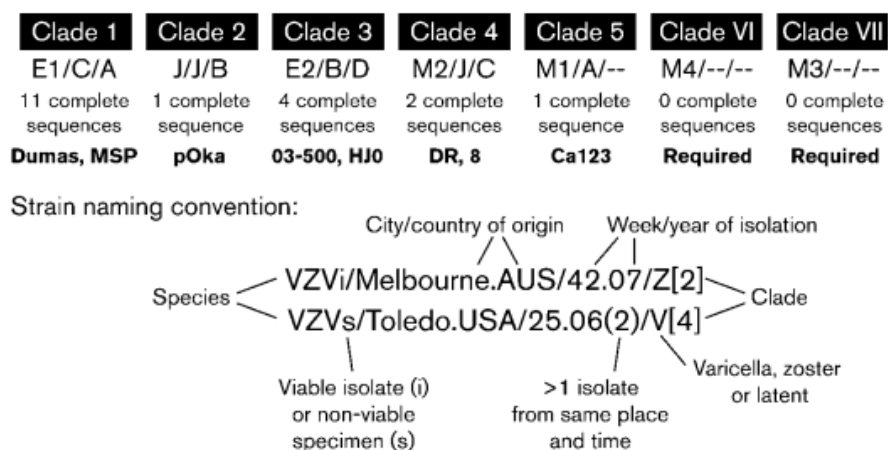 Clade 1 Clade 2 Clade 3 Clade 4 Clade 5 Clade VI Clade VII
E1/C/A J/J/B E2/B/D M2/J/C M1/A/-- M4/--/-- M3/--/--
11 complete 1 complete 4 complete 2 complete 1 complete 0 complete 0 complete
sequences sequence sequences sequences sequence sequences sequences
Dumas, MSP pOka 03-500, HJ0 DR, 8 Ca123 Required Required
Strain naming convention:
City/country of origin Week/year of isolation
VZVi/Melbourne.AUS/42.07/Z[2]
Species Clade
VZVs/Toledo.USA/25.06(2)/V[4]
Viable isolate (i)
or non-viable
specimen (s)
>1 isolate
from same place
and time
Varicella, zoster
or latent